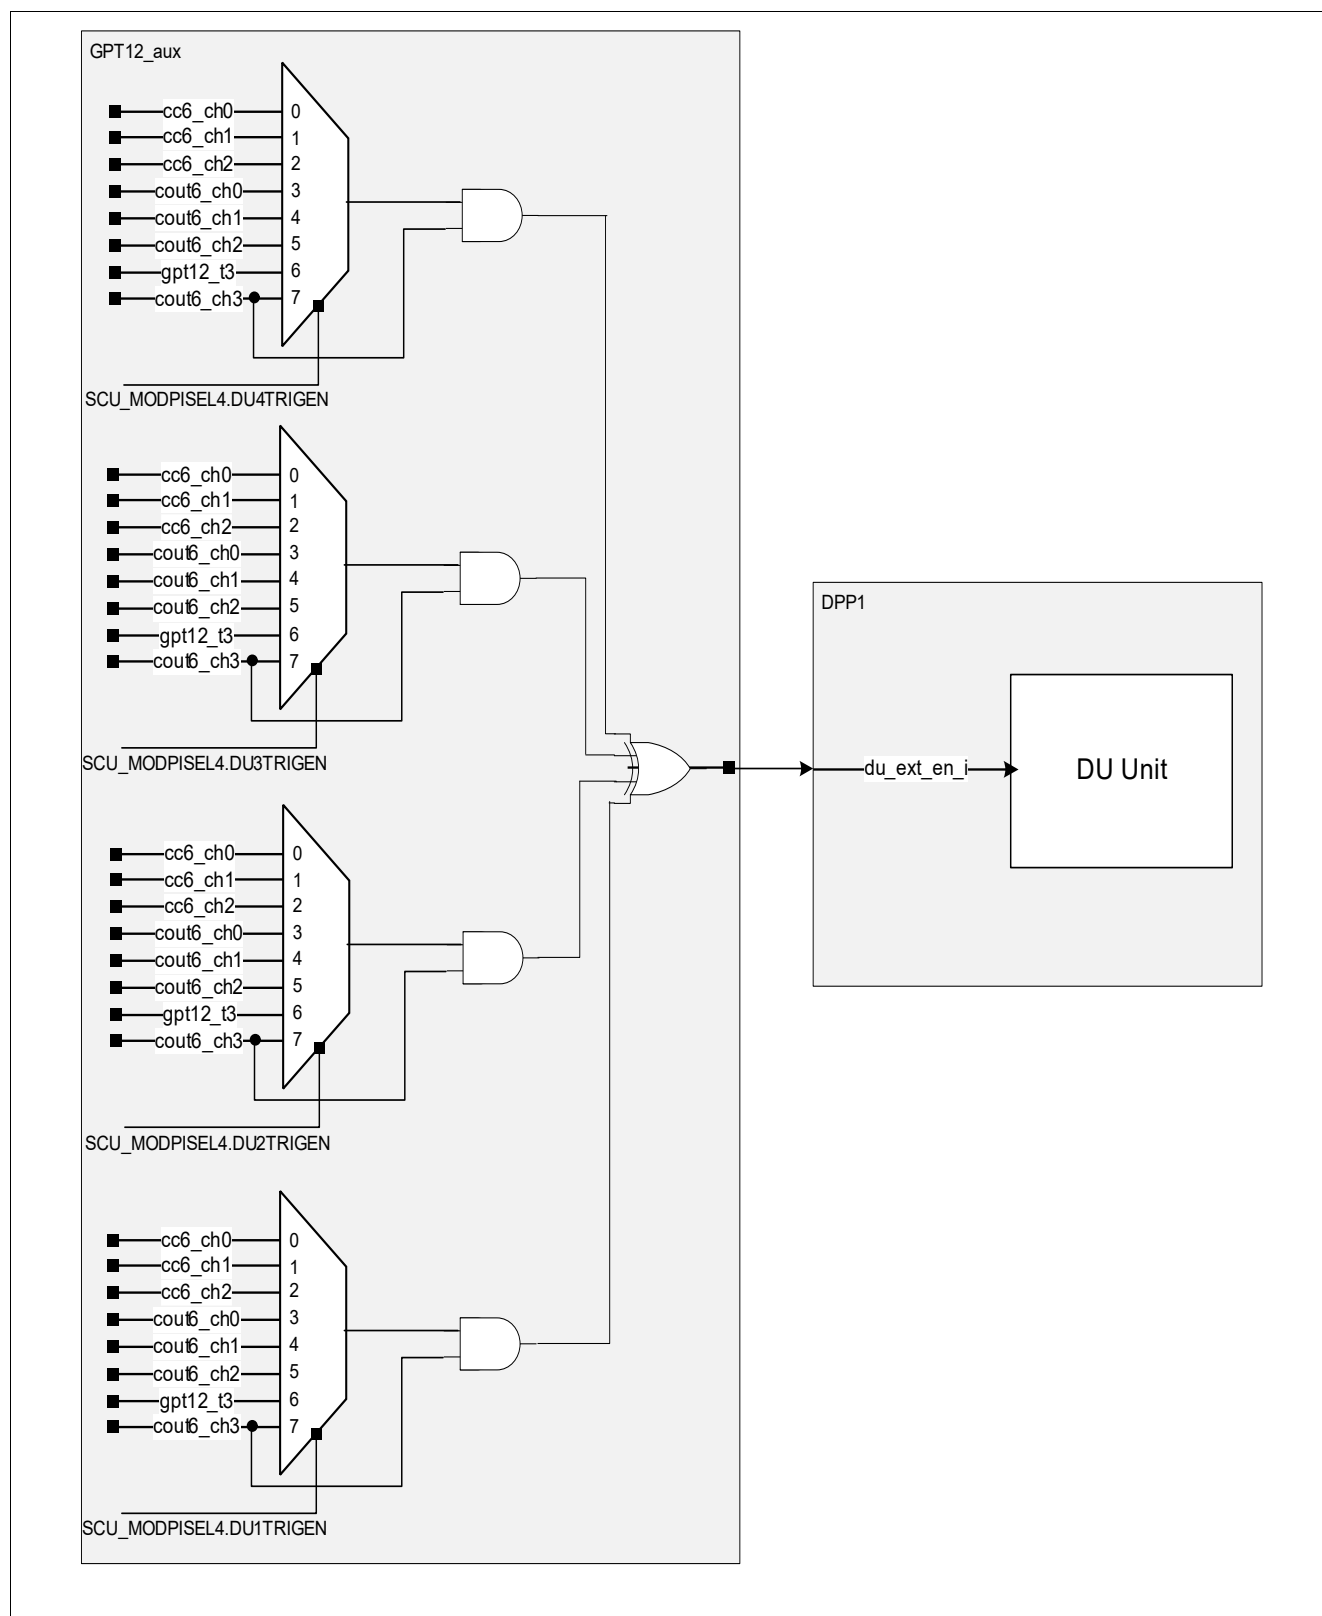 GPT12_aux
cc6_ch0 0
cc6_ch1 1
cc6_ch2 2
cout6_ch0 3
cout6_ch1 4
cout6_ch2 5
gpt12_t3 6
cout6_ch3 7
SCU_MODPISEL4.DU4TRIGEN
cc6_ch0 0
cc6_ch1 1
cc6_ch2 2
cout6_ch0 3
cout6_ch1 4
cout6_ch2 5
gpt12_t3 6
cout6_ch3 7
SCU_MODPISEL4.DU3TRIGEN
DPP1
du_ext_en_i
DU Unit
cc6_ch0 0
cc6_ch1 1
cc6_ch2 2
cout6_ch0 3
cout6_ch1 4
cout6_ch2 5
gpt12_t3 6
cout6_ch3 7
SCU_MODPISEL4.DU2TRIGEN
cc6_ch0 0
cc6_ch1 1
cc6_ch2 2
cout6_ch0 3
cout6_ch1 4
cout6_ch2 5
gpt12_t3 6
cout6_ch3 7
SCU_MODPISEL4.DU1TRIGEN